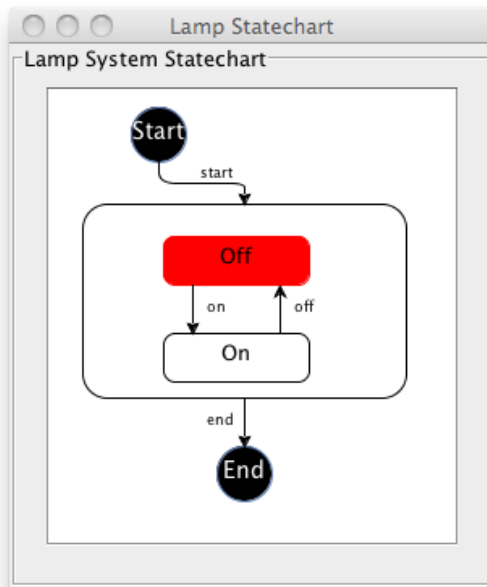 Lamp Statechart
Lamp System Statechart
Start
start
Off
on
off
On
end
End